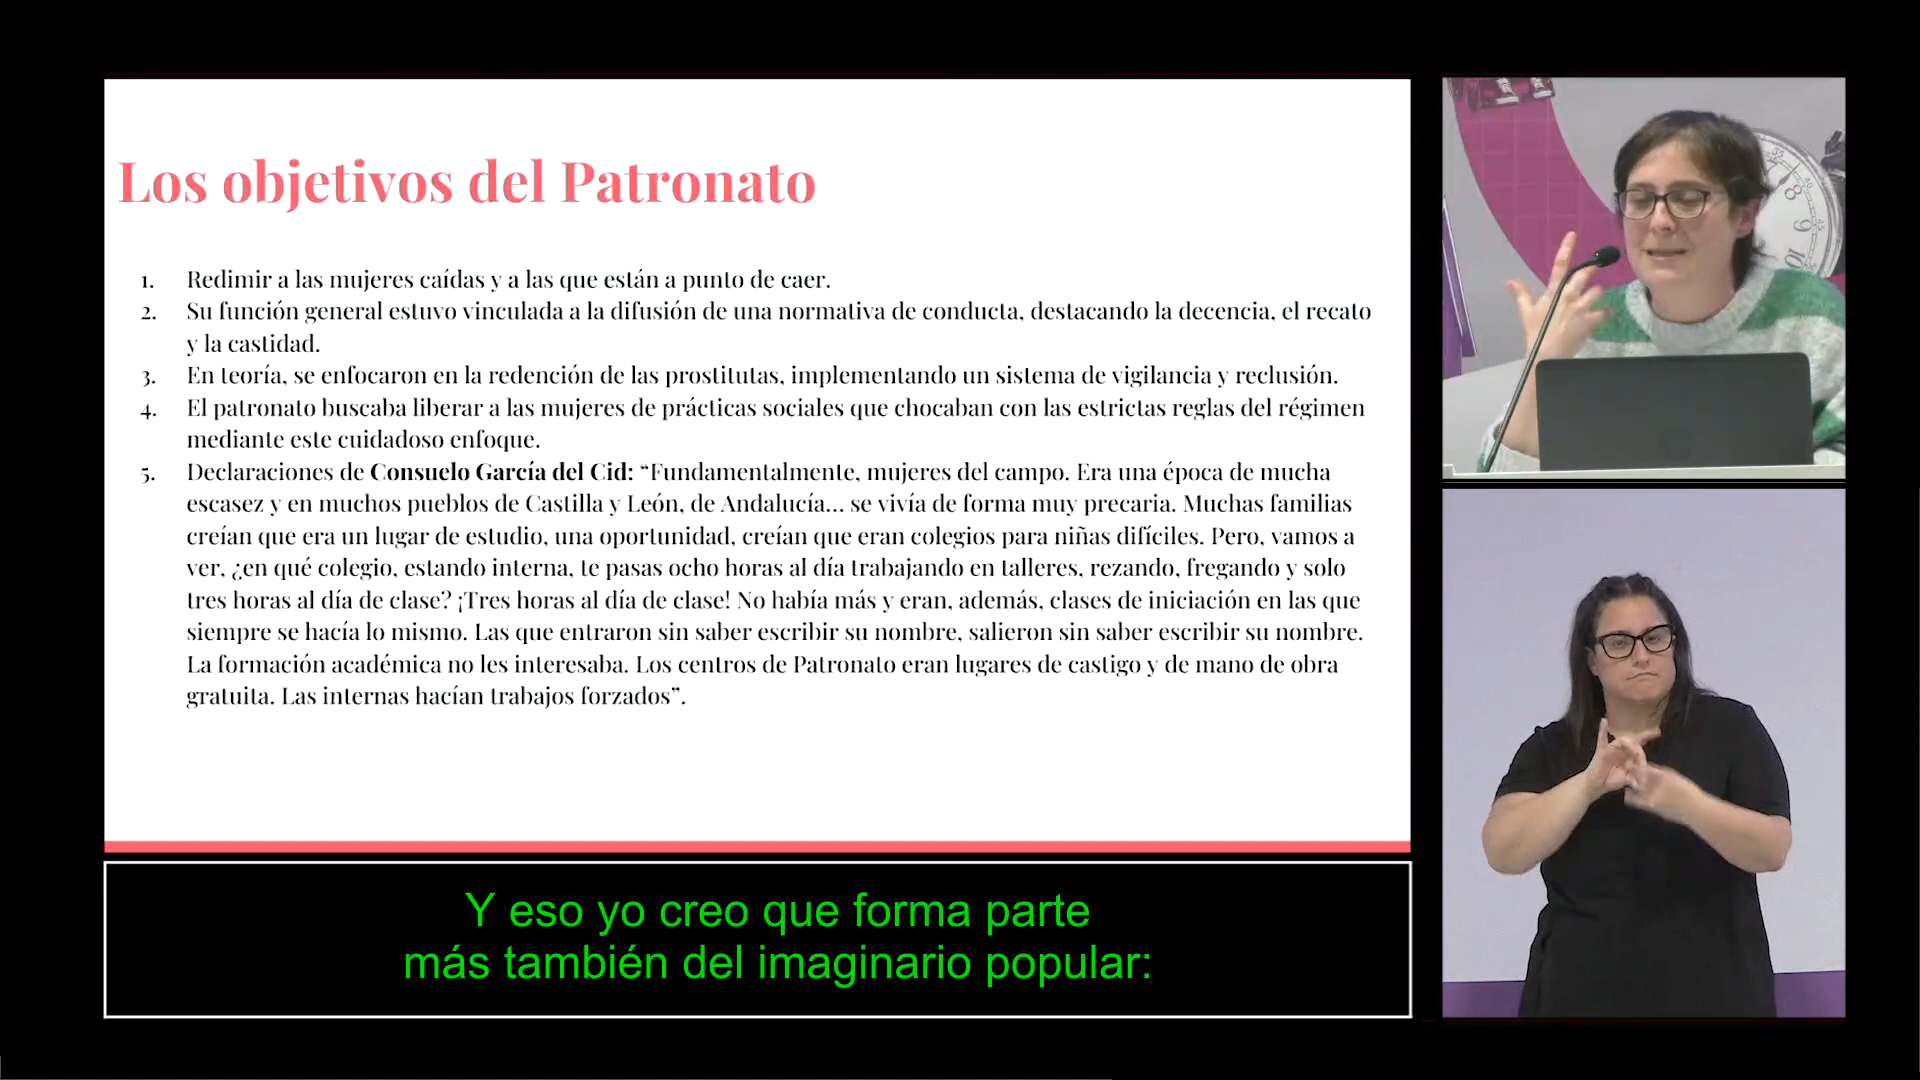 Los objetivos del Patronato
1. Redimir a las mujeres caídas y a las que están a punto de caer.
2. Su función general estuvo vinculada a la difusión de una normativa de conducta, destacando la decencia, el recato
y la castidad.
3. En teoría, se enfocaron en la redención de las prostitutas, implementando un sistema de vigilancia y reclusión.
4. El patronato buscaba liberar a las mujeres de prácticas sociales que chocaban con las estrictas reglas del régimen
mediante este cuidadoso enfoque.
5. Declaraciones de Consuelo García del Cid: “Fundamentalmente, mujeres del campo. Era una época de mucha
escasez y en muchos pueblos de Castilla y León, de Andalucía... se vivía de forma muy precaria. Muchas familias
creían que era un lugar de estudio, una oportunidad, creían que eran colegios para niñas difíciles. Pero, vamos a
ver, ¿en qué colegio, estando interna, te pasas ocho horas al día trabajando en talleres, rezando, fregando y solo
tres horas al día de clase? ¡Tres horas al día de clase! No había más y eran, además, clases de iniciación en las que
siempre se hacía lo mismo. Las que entraron sin saber escribir su nombre, salieron sin saber escribir su nombre.
La formación académica no les interesaba. Los centros de Patronato eran lugares de castigo y de mano de obra
gratuita. Las internas hacían trabajos forzados”.
Y eso yo creo que forma parte
más también del imaginario popular: